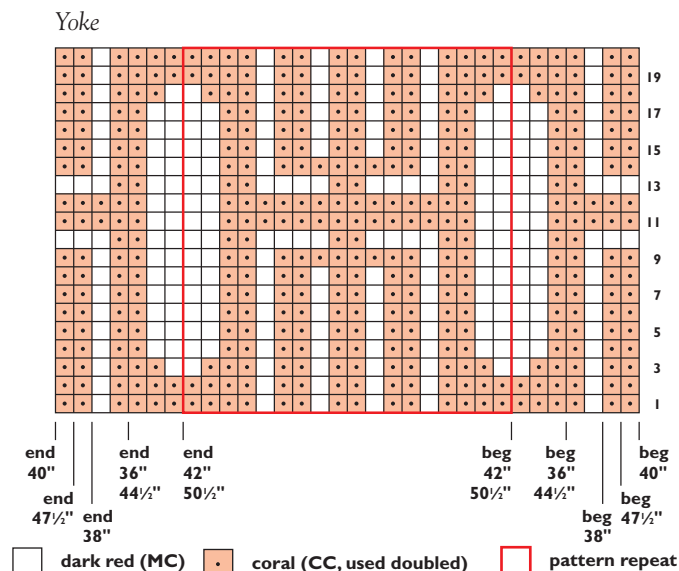 Yoke
19
17
15
13
11
9
7
5
3
1
end 40"
end 47½"
end 38"
end 36" 44½"
end 42" 50½"
beg 42" 50½"
beg 36" 44½"
beg 38"
beg 47½"
beg 40"
dark red (MC)
coral (CC, used doubled)
pattern repeat